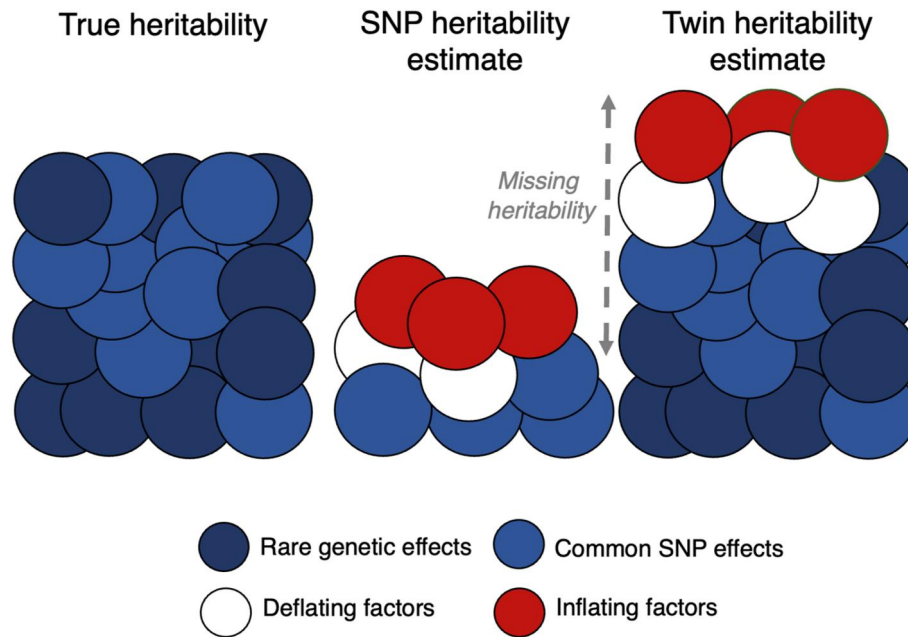 True heritability
SNP heritability
estimate
Twin heritability
estimate
Missing
heritability
Rare genetic effects
Common SNP effects
Deflating factors
Inflating factors